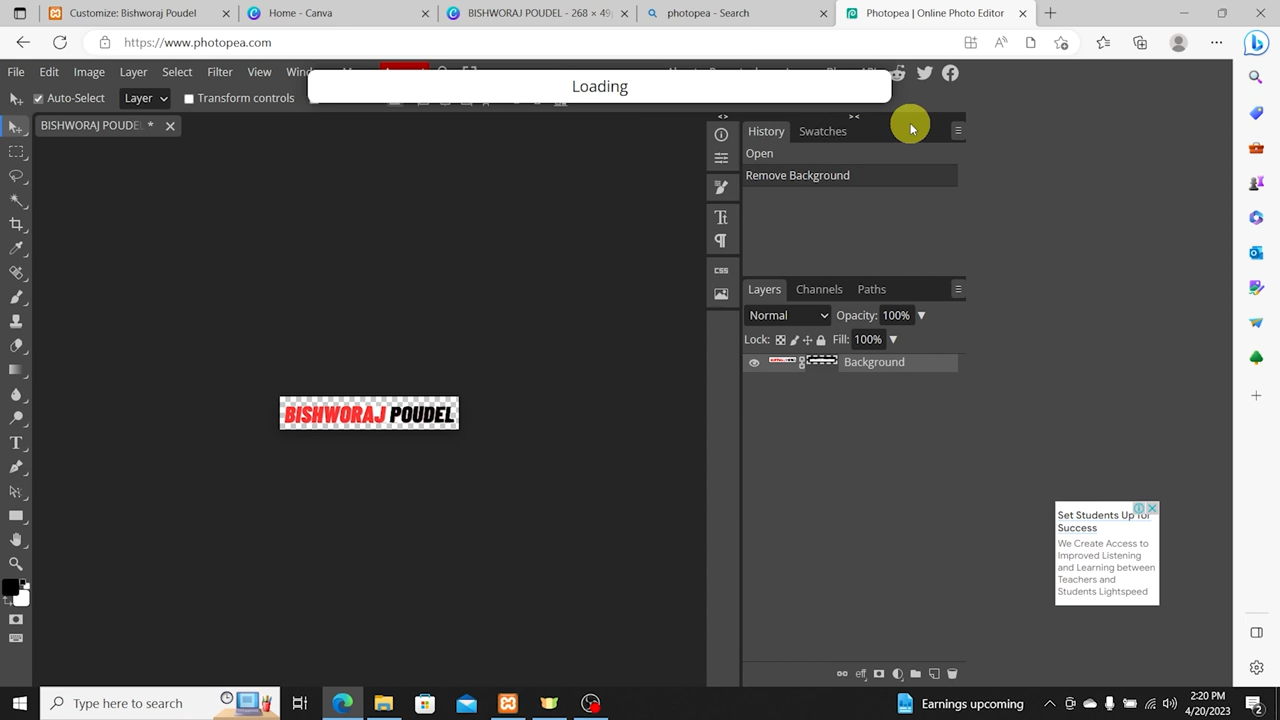 Customize: Bishworaj Poudel
Home - Canva
BISHWORAJ POUDEL - 268 × 49
photopea - Search
Photopea | Online Photo Editor
https://www.photopea.com
File Edit Image Layer Select Filter View
Loading
Auto-Select Layer Transform controls
BISHWORAJ POUDE *
History Swatches
Open
Remove Background
CSS
Layers Channels Paths
Normal Opacity: 100%
Lock: Fill: 100%
Background
BISHWORAJ POUDEL
Set Students Up for
Success
We Create Access to
Improved Listening
and Learning between
Teachers and
Students Lightspeed
eff
Type here to search
Earnings upcoming
2:20 PM
4/20/2023
2